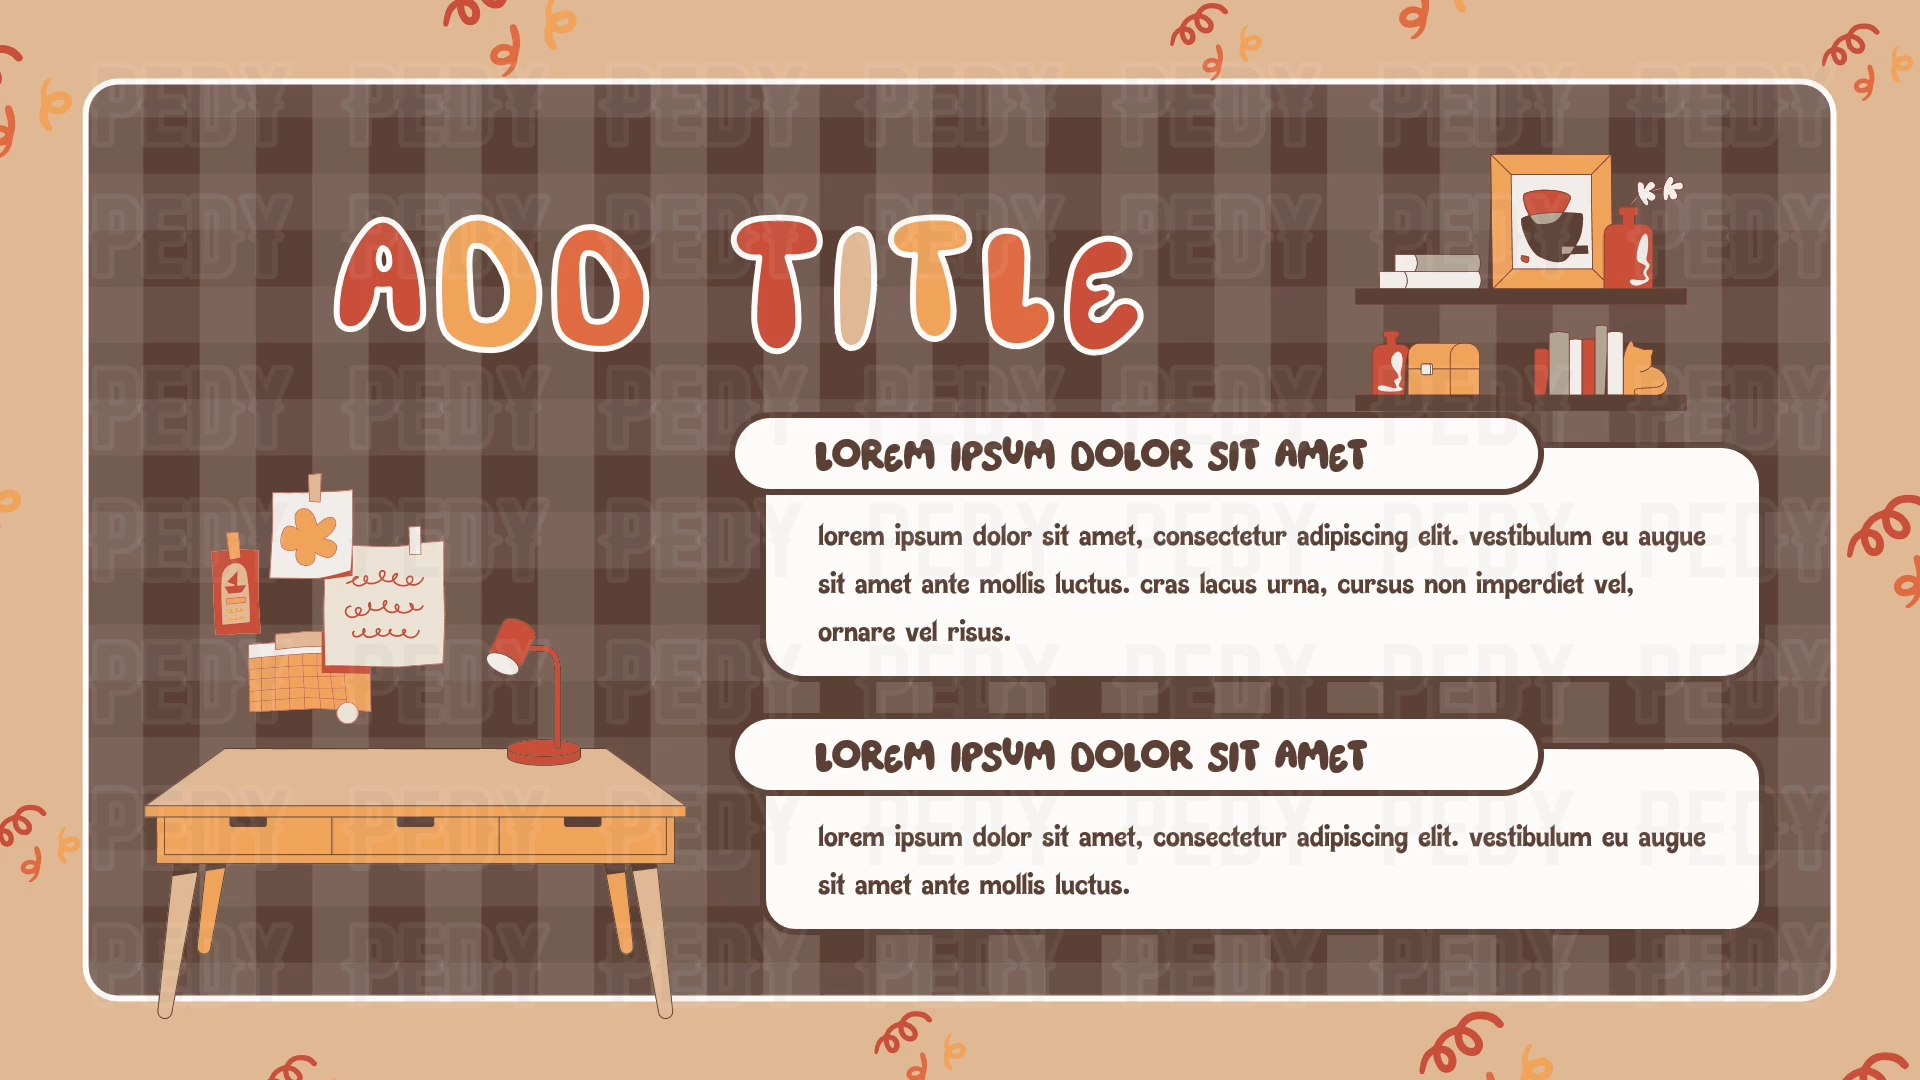 ADD TITLE
LOREM IPSUM DOLOR SIT AMET
lorem ipsum dolor sit amet, consectetur adipiscing elit. vestibulum eu augue
sit amet ante mollis luctus. cras lacus urna, cursus non imperdiet vel,
ornare vel risus.
LOREM IPSUM DOLOR SIT AMET
lorem ipsum dolor sit amet, consectetur adipiscing elit. vestibulum eu augue
sit amet ante mollis luctus.
PEDY